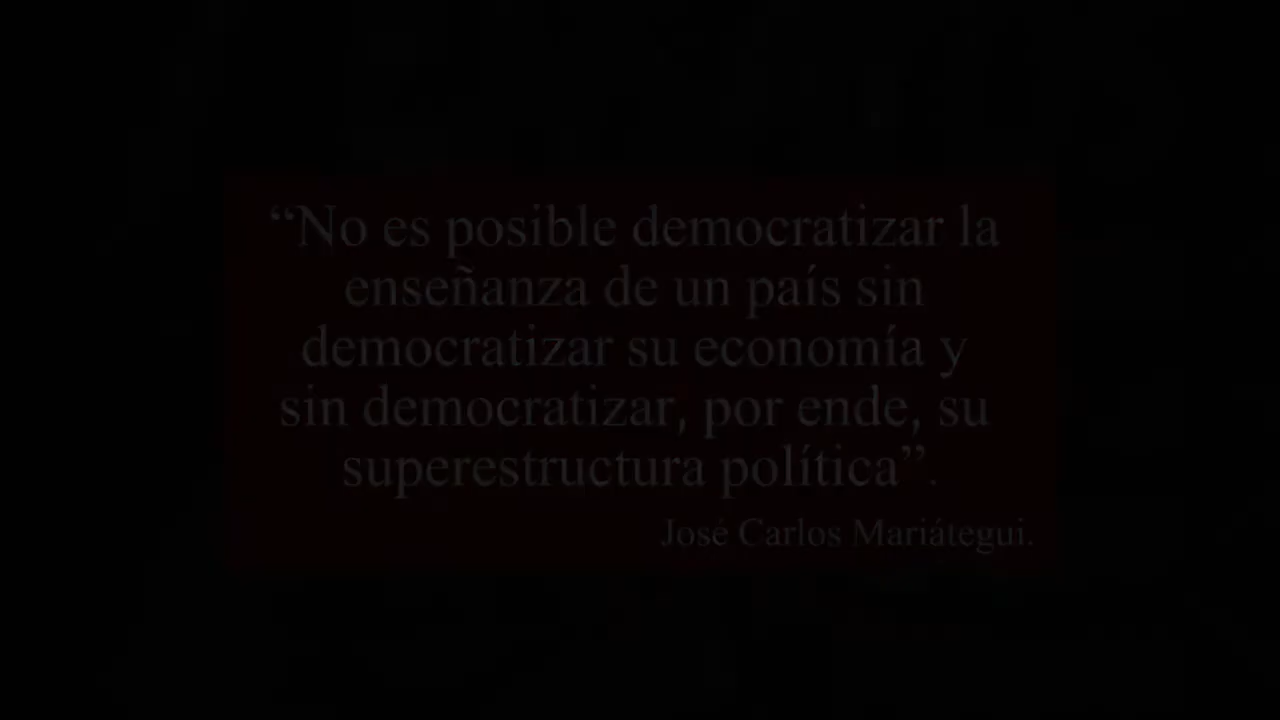 “No es posible democratizar la
enseñanza de un país sin
democratizar su economía y
sin democratizar, por ende, su
superestructura política”.
José Carlos Mariátegui.